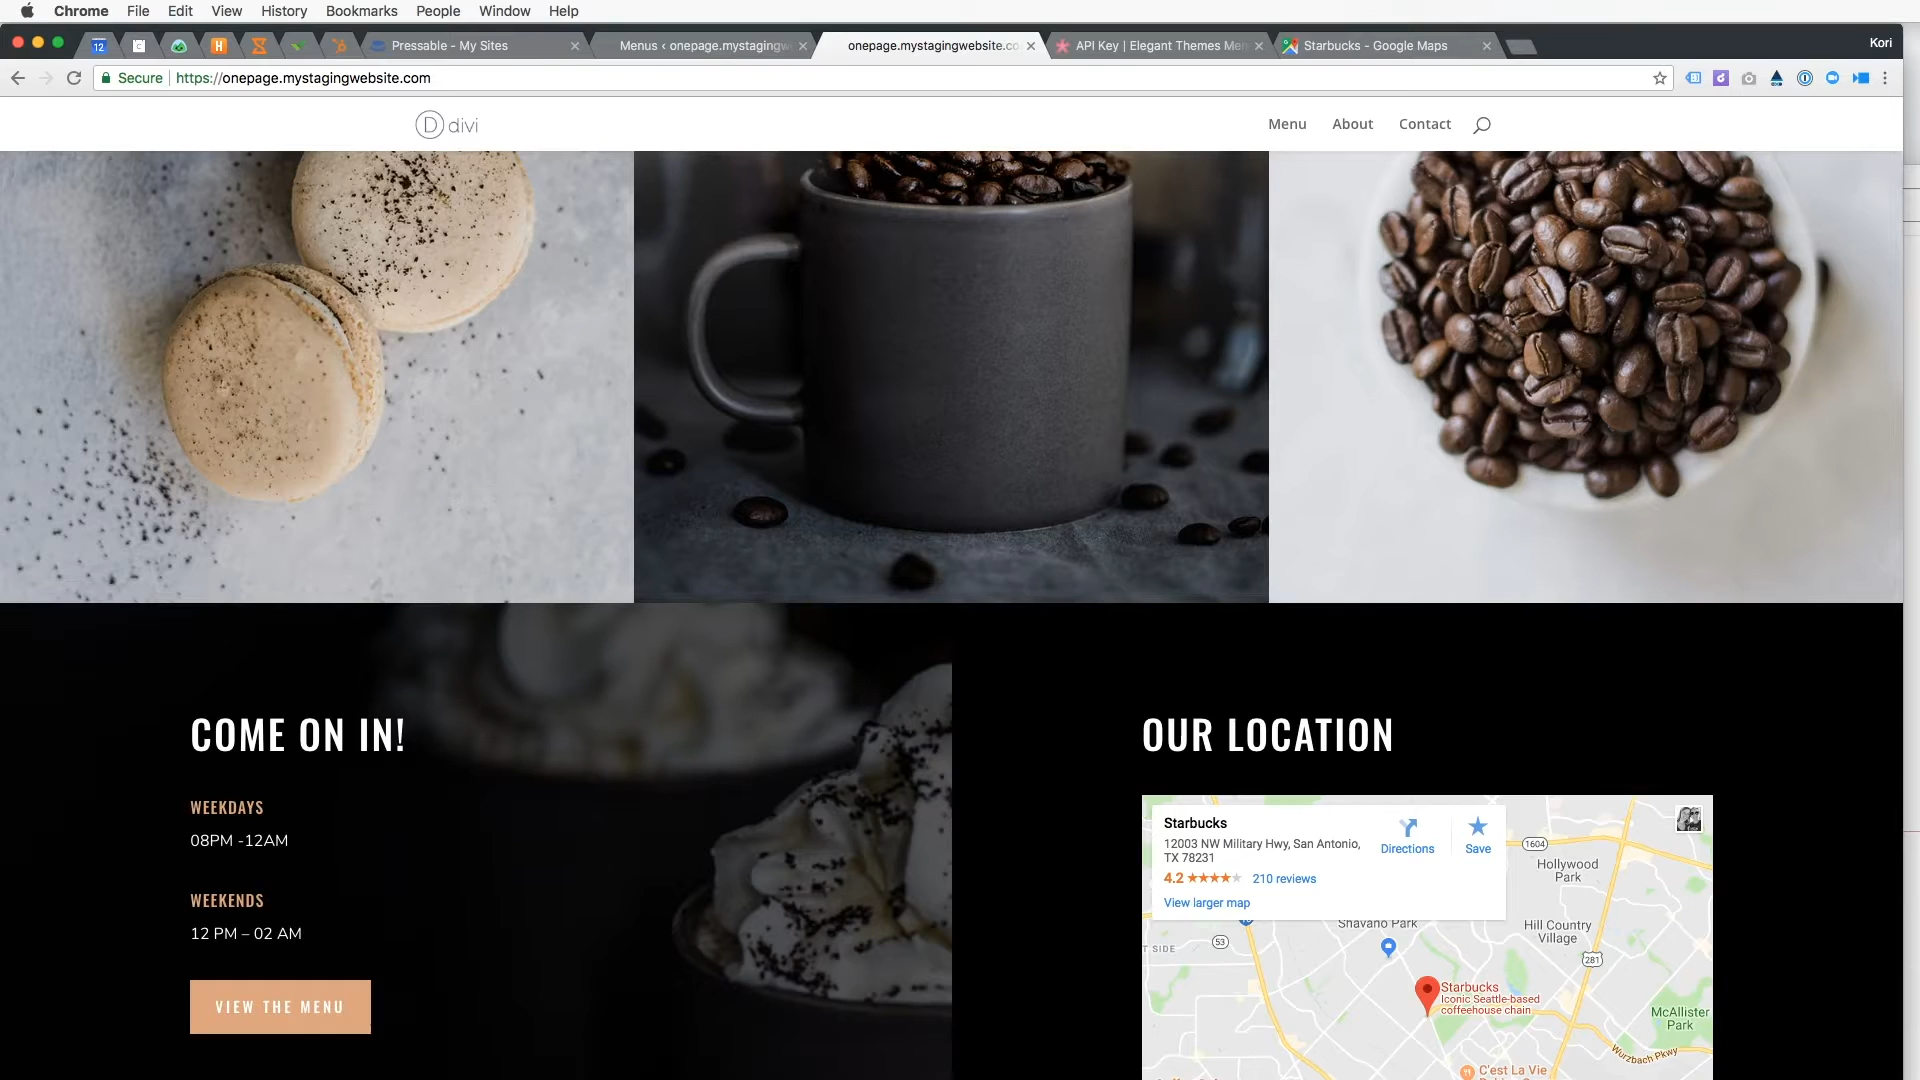 Chrome File Edit View History Bookmarks People Window Help
12 C H Pressable - My Sites Menus ‹ onepage.mystagingw onepage.mystagingwebsite.co API Key | Elegant Themes Mem Starbucks - Google Maps Kori
Secure https://onepage.mystagingwebsite.com
D divi Menu About Contact
COME ON IN!
WEEKDAYS
08PM -12AM
WEEKENDS
12 PM – 02 AM
VIEW THE MENU
OUR LOCATION
Starbucks
12003 NW Military Hwy, San Antonio,
TX 78231
4.2 ★★★★★ 210 reviews
View larger map
Directions
Save
1604
Hollywood
Park
Shavano Park
Hill Country
Village
53
T SIDE
281
Starbucks
Iconic Seattle-based
coffeehouse chain
McAllister
Park
Wurzbach Pkwy
C'est La Vie